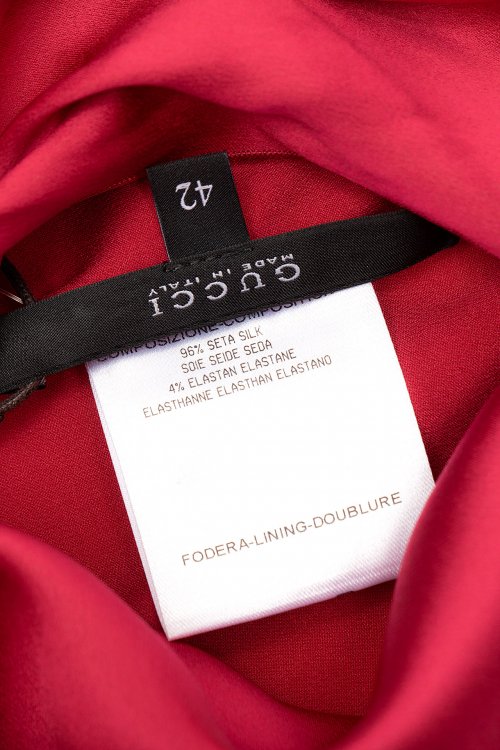 42
GUCCI
MADE IN ITALY
COMPOSIZIONE-COMPOSITION
96% SETA SILK
SOIE SEIDE SEDA
4% ELASTAN ELASTANE
ELASTHANNE ELASTHAN ELASTANO
FODERA-LINING-DOUBLURE